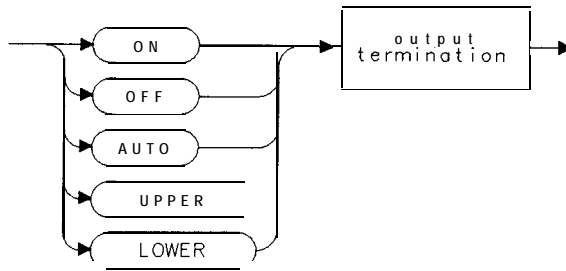 ON
output
termination
OFF
AUTO
UPPER
LOWER